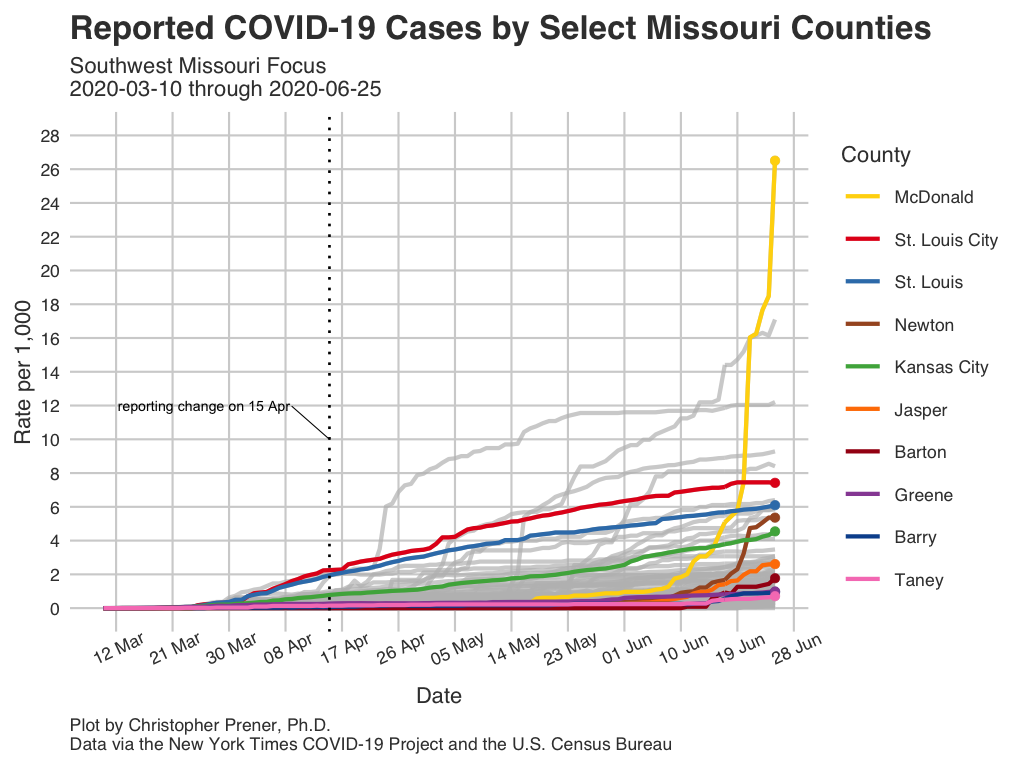 Reported COVID-19 Cases by Select Missouri Counties
Southwest Missouri Focus
2020-03-10 through 2020-06-25
28
26
24
22
20
18
16
14
12
10
8
6
4
2
0
Rate per 1,000
reporting change on 15 Apr
12 Mar
21 Mar
30 Mar
08 Apr
17 Apr
26 Apr
05 May
14 May
23 May
01 Jun
10 Jun
19 Jun
28 Jun
Date
County
McDonald
St. Louis City
St. Louis
Newton
Kansas City
Jasper
Barton
Greene
Barry
Taney
Plot by Christopher Prener, Ph.D.
Data via the New York Times COVID-19 Project and the U.S. Census Bureau